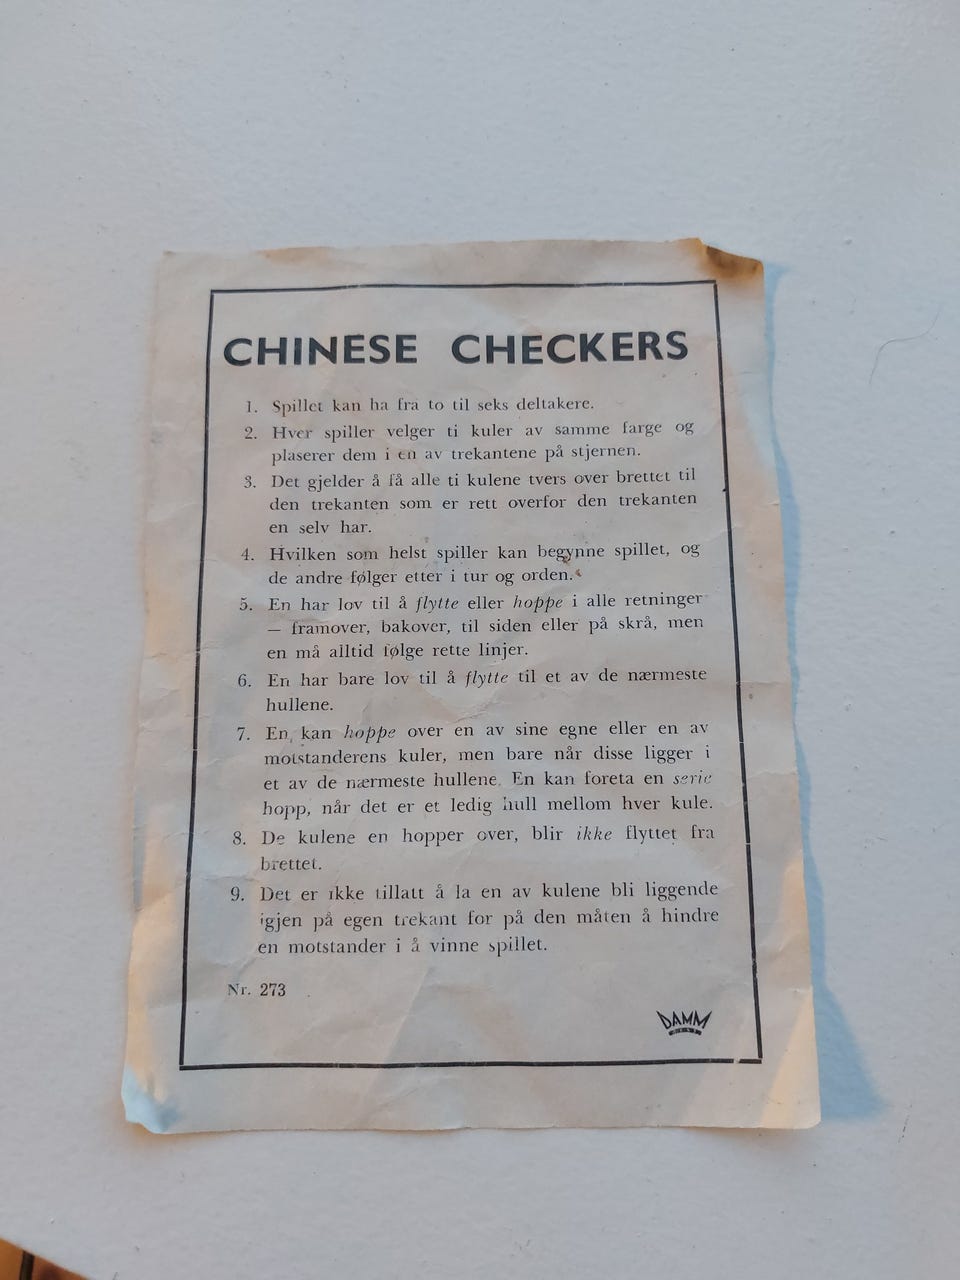 CHINESE CHECKERS
1. Spillet kan ha fra to til seks deltakere.
2. Hver spiller velger ti kuler av samme farge og
plaserer dem i en av trekantene på stjernen.
3. Det gjelder å få alle ti kulene tvers over brettet til
den trekanten som er rett overfor den trekanten
en selv har.
4. Hvilken som helst spiller kan begynne spillet, og
de andre følger etter i tur og orden.
5. En har lov til å flytte eller hoppe i alle retninger
— framover, bakover, til siden eller på skrå, men
en må alltid følge rette linjer.
6. En har bare lov til å flytte til et av de nærmeste
hullene.
7. En kan hoppe over en av sine egne eller en av
motstanderens kuler, men bare når disse ligger i
et av de nærmeste hullene. En kan foreta en serie
hopp, når det er et ledig hull mellom hver kule.
8. De kulene en hopper over, blir ikke flyttet fra
brettet.
9. Det er ikke tillatt å la en av kulene bli liggende
igjen på egen trekant for på den måten å hindre
en motstander i å vinne spillet.
Nr. 273
DAMM